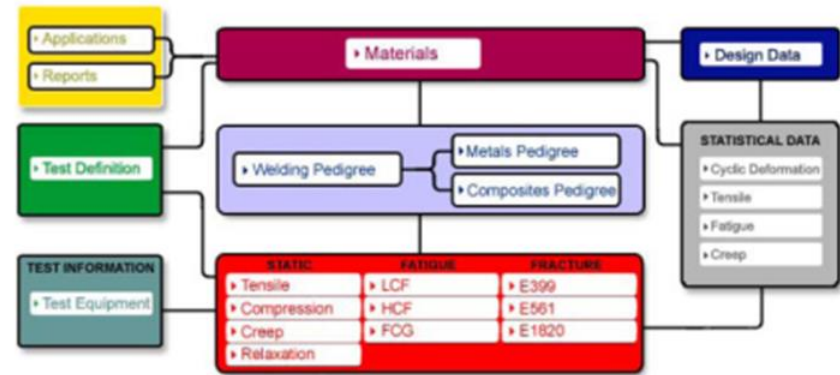 Applications
Reports
Materials
Design Data
Test Definition
Welding Pedigree
Metals Pedigree
Composites Pedigree
STATISTICAL DATA
Cyclic Deformation
Tensile
Fatigue
Creep
TEST INFORMATION
Test Equipment
STATIC
Tensile
Compression
Creep
Relaxation
FATIGUE
LCF
HCF
FCG
FRACTURE
E399
E561
E1820